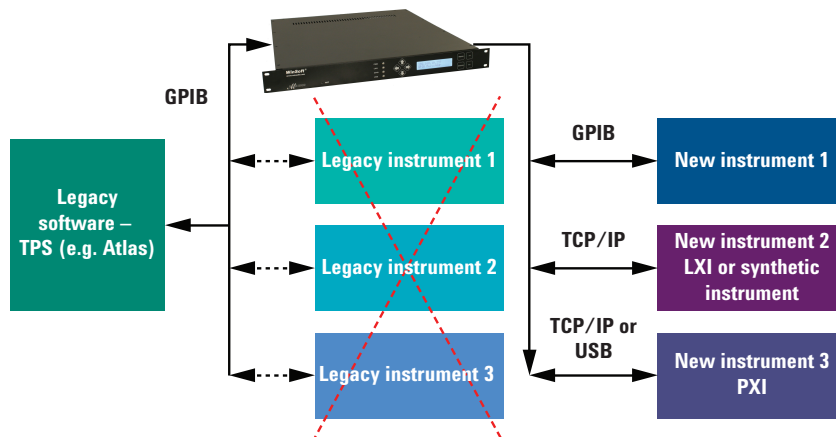 WinSoft
GPIB
Legacy
software –
TPS (e.g. Atlas)
Legacy instrument 1
Legacy instrument 2
Legacy instrument 3
GPIB
New instrument 1
TCP/IP
New instrument 2
LXI or synthetic
instrument
TCP/IP or
USB
New instrument 3
PXI